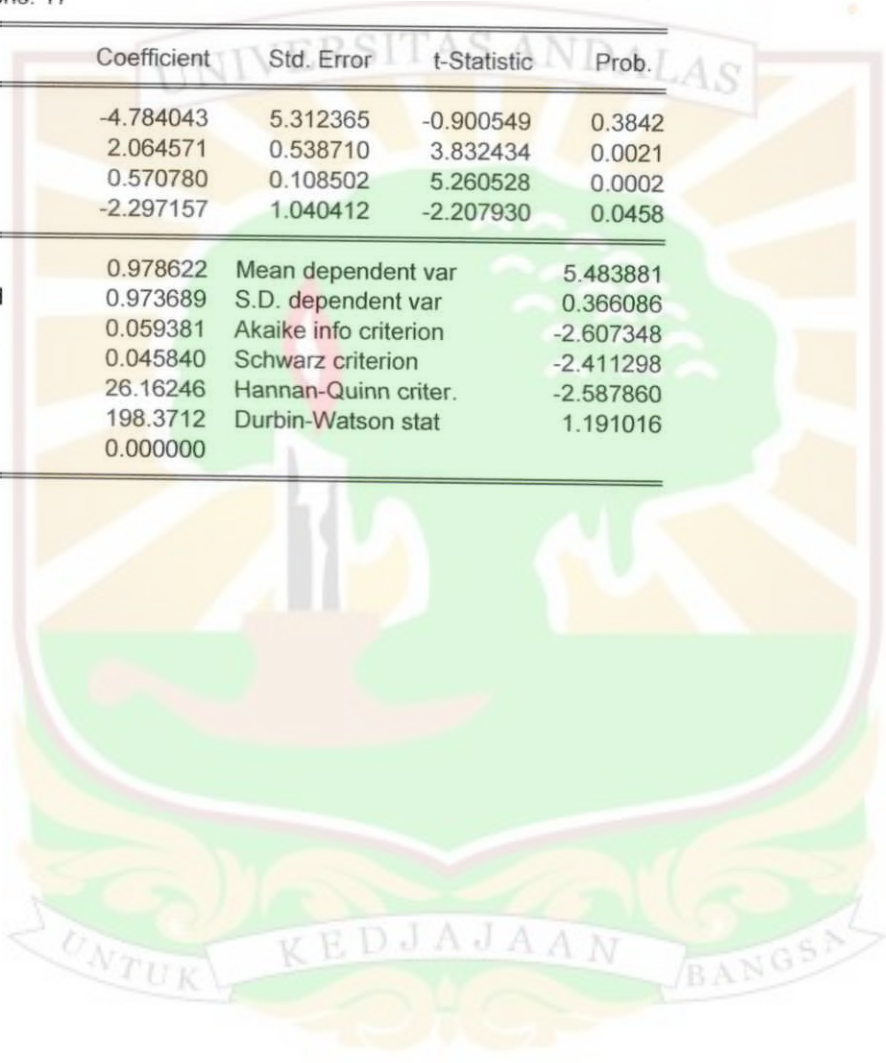 UNIVERSITAS ANDALAS
Coefficient Std. Error t-Statistic Prob.
-4.784043 5.312365 -0.900549 0.3842
2.064571 0.538710 3.832434 0.0021
0.570780 0.108502 5.260528 0.0002
-2.297157 1.040412 -2.207930 0.0458
0.978622 Mean dependent var 5.483881
0.973689 S.D. dependent var 0.366086
0.059381 Akaike info criterion -2.607348
0.045840 Schwarz criterion -2.411298
26.16246 Hannan-Quinn criter. -2.587860
198.3712 Durbin-Watson stat 1.191016
0.000000
UNTUK KEDJAJAAN BANGSA